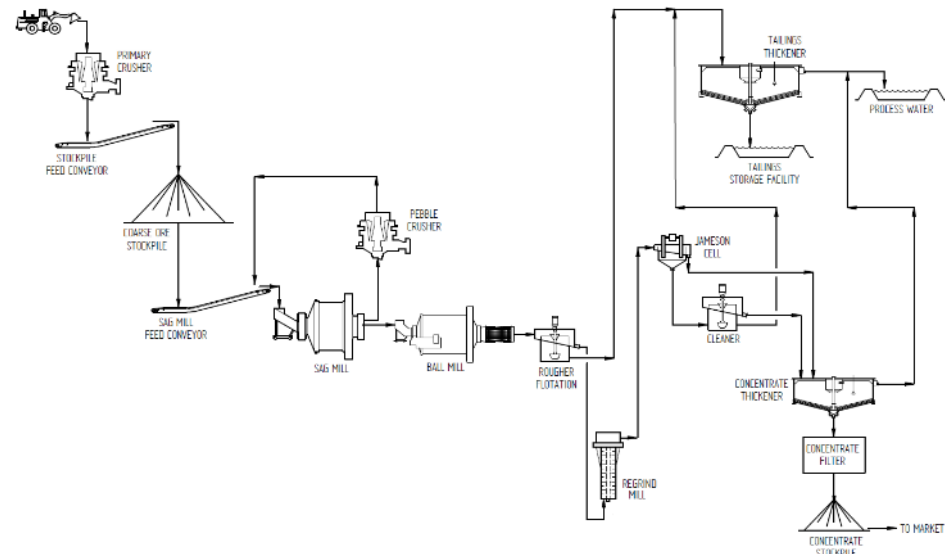 PRIMARY
CRUSHER
STOCKPILE
FEED CONVEYOR
COARSE ORE
STOCKPILE
SAG MILL
FEED CONVEYOR
PEBBLE
CRUSHER
SAG MILL
BALL MILL
ROUGHER
FLOTATION
REGRIND
MILL
JAMESON
CELL
CLEANER
TAILINGS
THICKENER
PROCESS WATER
TAILINGS
STORAGE FACILITY
CONCENTRATE
THICKENER
CONCENTRATE
FILTER
TO MARKET
CONCENTRATE
STOCKPILE